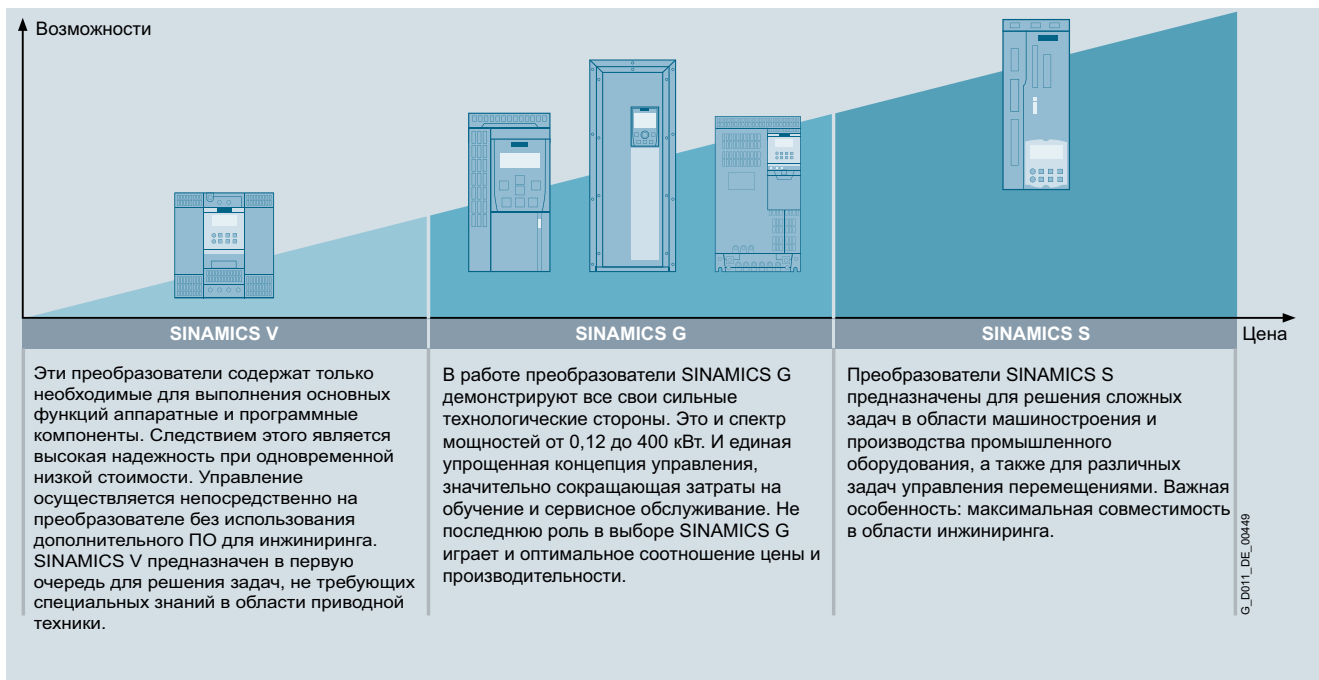 Возможности
SINAMICS V
SINAMICS G
SINAMICS S
Цена
Эти преобразователи содержат только
необходимые для выполнения основных
функций аппаратные и программные
компоненты. Следствием этого является
высокая надежность при одновременной
низкой стоимости. Управление
осуществляется непосредственно на
преобразователе без использования
дополнительного ПО для инжиниринга.
SINAMICS V предназначен в первую
очередь для решения задач, не требующих
специальных знаний в области приводной
техники.
В работе преобразователи SINAMICS G
демонстрируют все свои сильные
технологические стороны. Это и спектр
мощностей от 0,12 до 400 кВт. И единая
упрощенная концепция управления,
значительно сокращающая затраты на
обучение и сервисное обслуживание. Не
последнюю роль в выборе SINAMICS G
играет и оптимальное соотношение цены и
производительности.
Преобразователи SINAMICS S
предназначены для решения сложных
задач в области машиностроения и
производства промышленного
оборудования, а также для различных
задач управления перемещениями. Важная
особенность: максимальная совместимость
в области инжиниринга.
G_D011_DE_00449